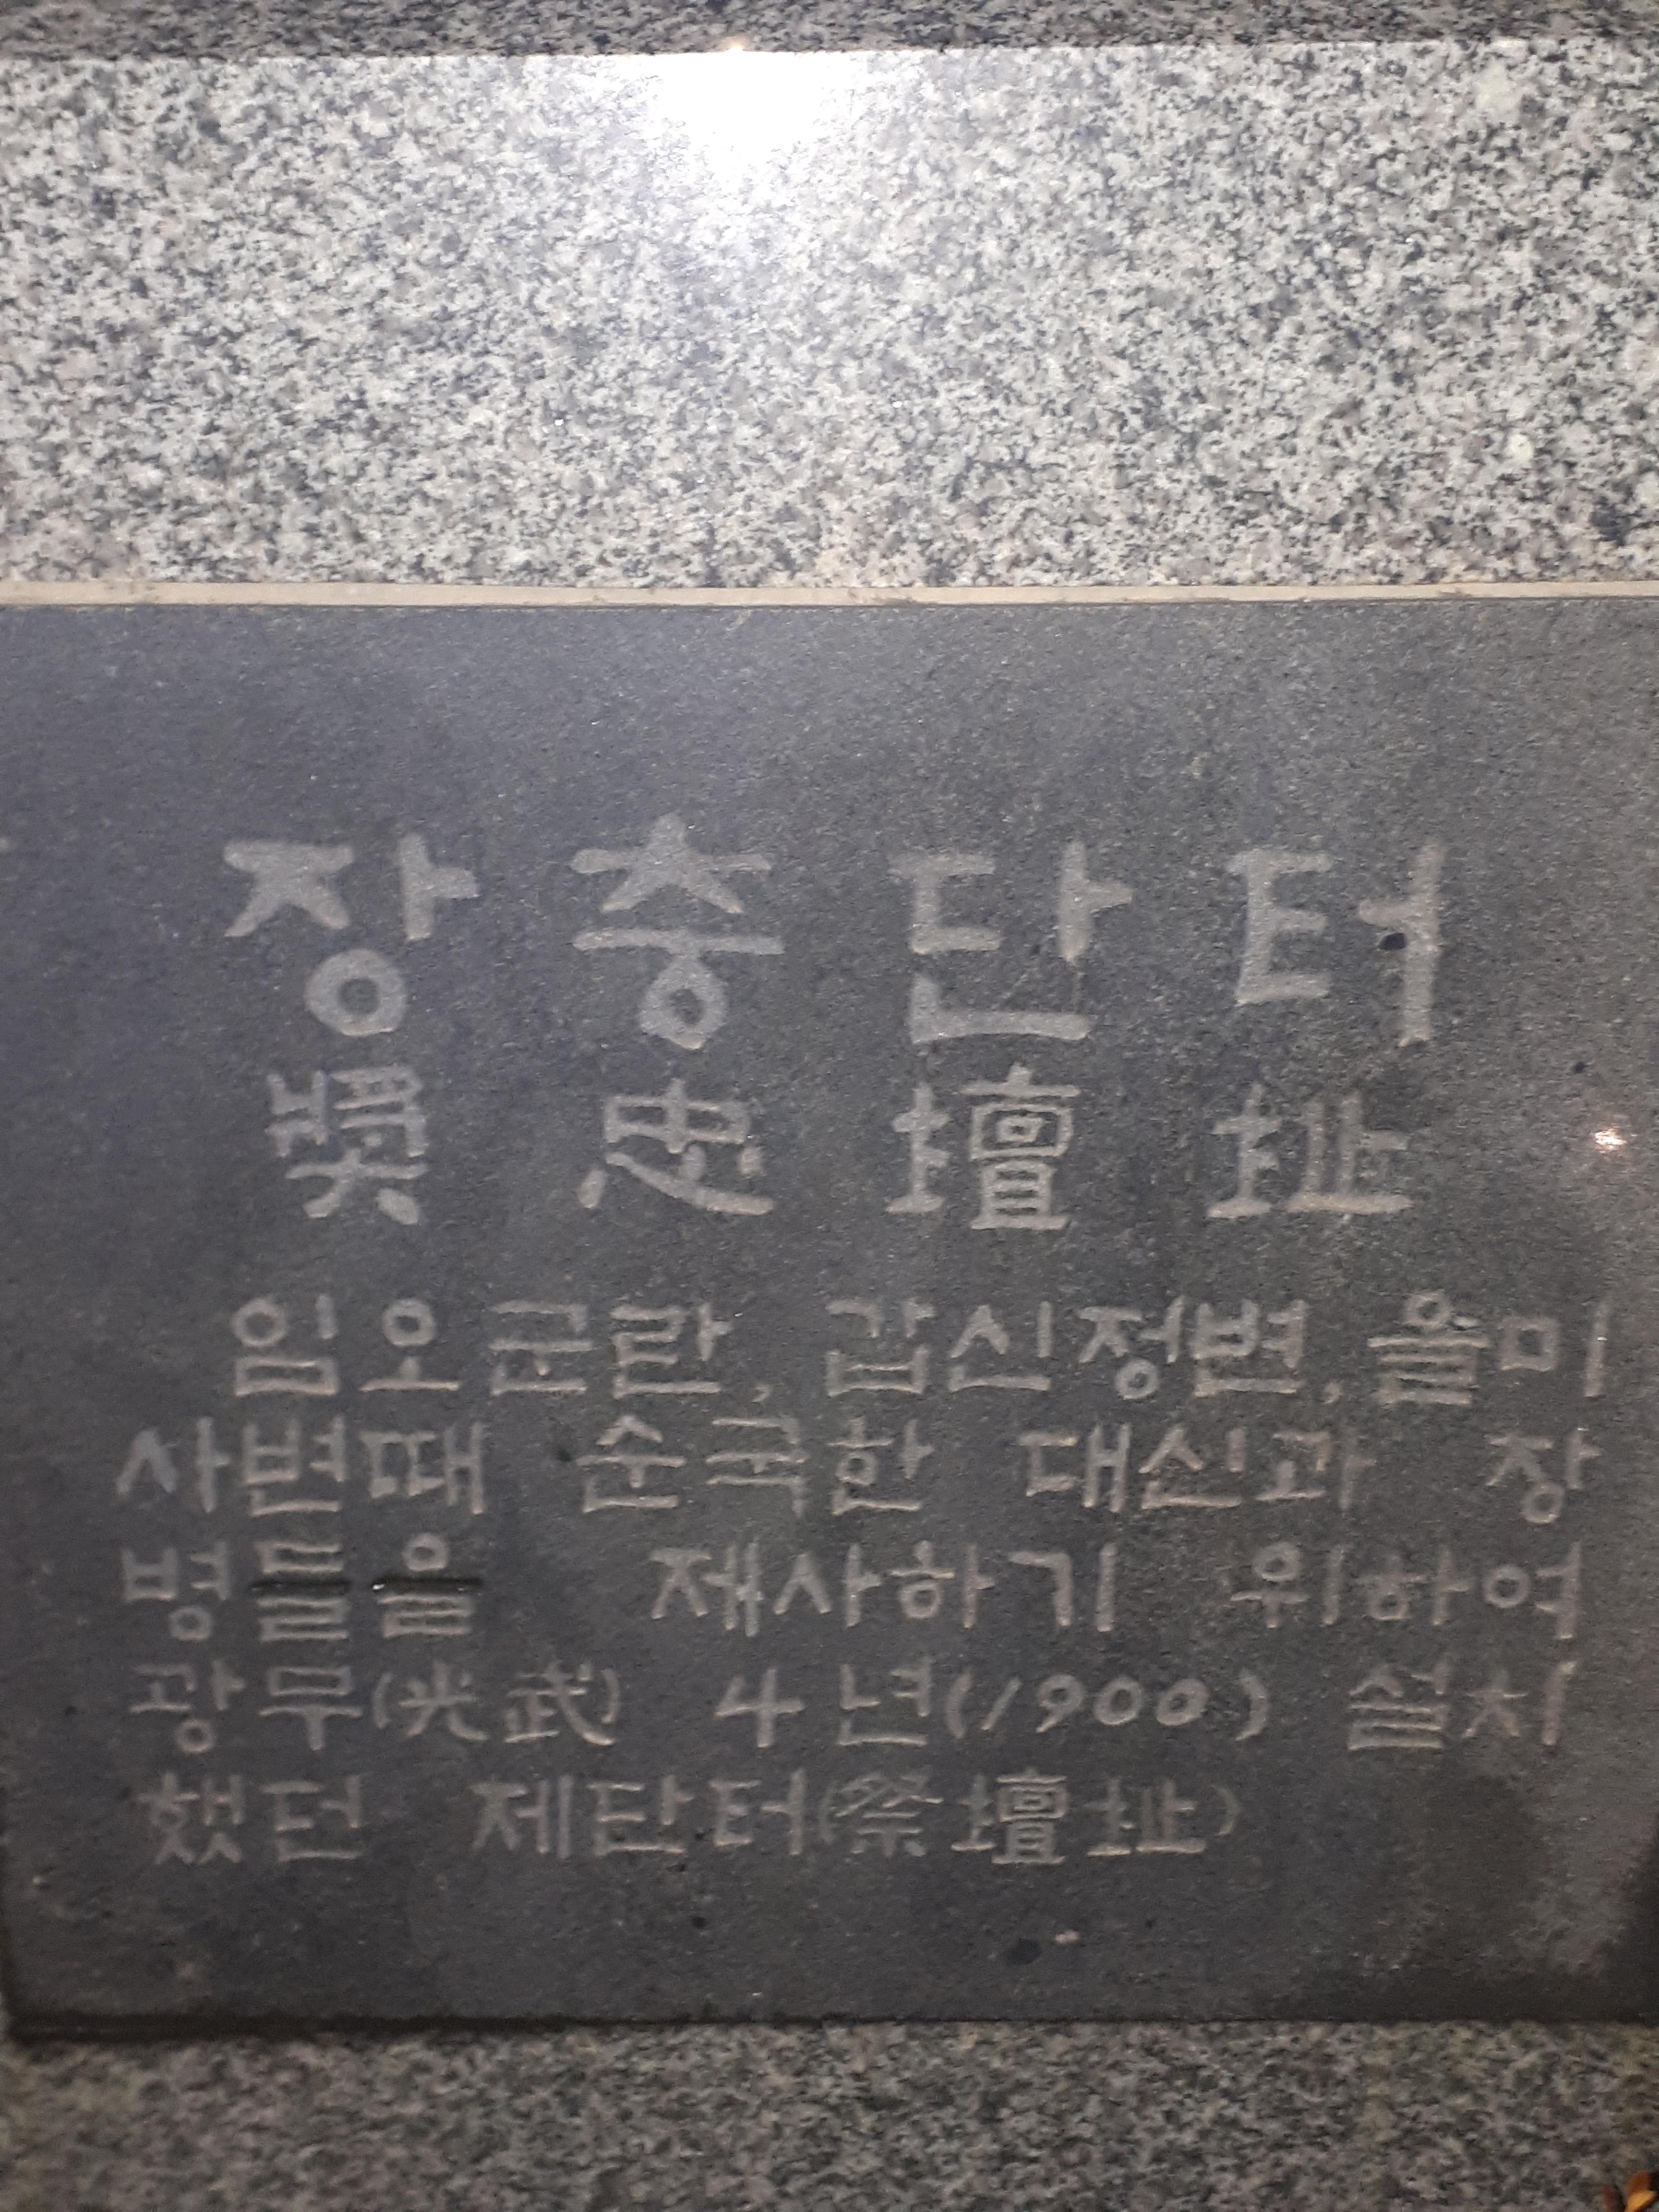 장충단터
奬忠壇址
임오군란, 갑신정변, 을미
사변때 순국한 대신과 장
병들을 재사하기 위하여
광무(光武) 4년(1900) 설치
했던 제단터(祭壇址)